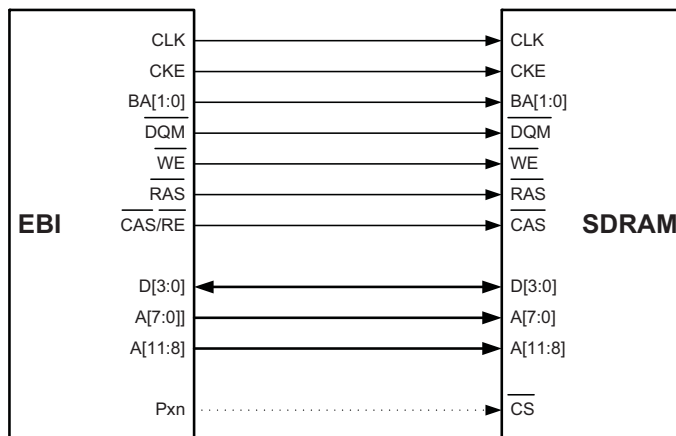 CLK CLK
CKE CKE
BA[1:0] BA[1:0]
DQM DQM
WE WE
RAS RAS
EBI CAS/RE CAS SDRAM
D[3:0] D[3:0]
A[7:0]] A[7:0]
A[11:8] A[11:8]
Pxn CS